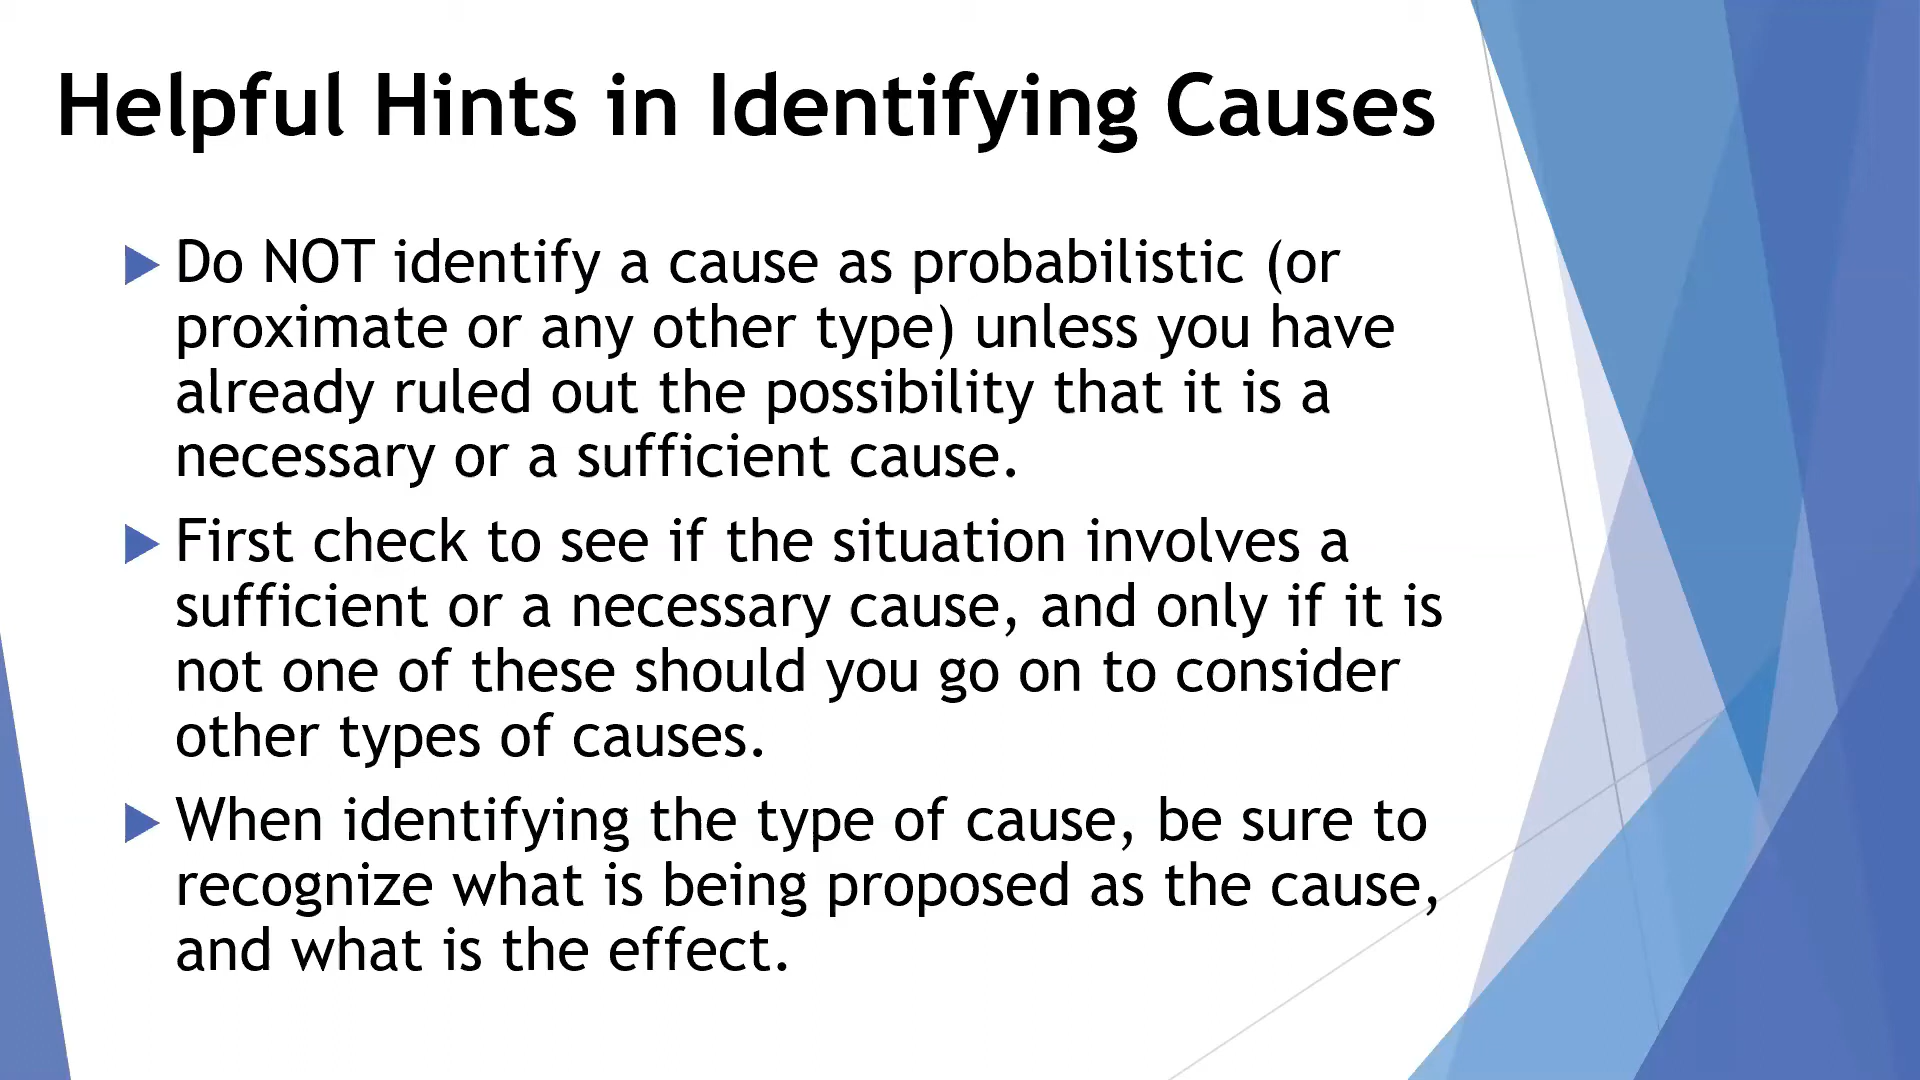 Helpful Hints in Identifying Causes
Do NOT identify a cause as probabilistic (or
proximate or any other type) unless you have
already ruled out the possibility that it is a
necessary or a sufficient cause.
First check to see if the situation involves a
sufficient or a necessary cause, and only if it is
not one of these should you go on to consider
other types of causes.
When identifying the type of cause, be sure to
recognize what is being proposed as the cause,
and what is the effect.